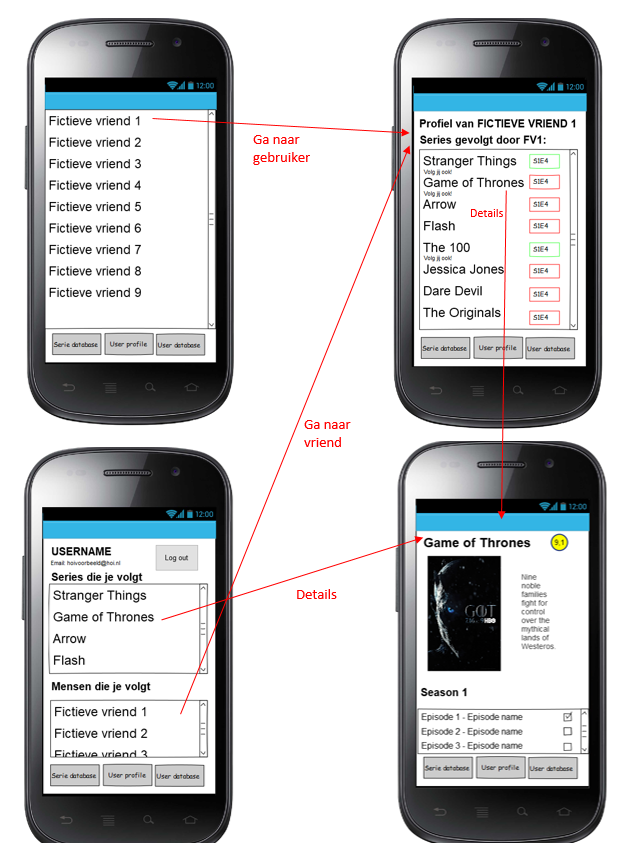 12:00
Fictieve vriend 1
Fictieve vriend 2
Fictieve vriend 3
Fictieve vriend 4
Fictieve vriend 5
Fictieve vriend 6
Fictieve vriend 7
Fictieve vriend 8
Fictieve vriend 9
Serie database
User profile
User database
Ga naar
gebruiker
12:00
Profiel van FICTIEVE VRIEND 1
Series gevolgt door FV1:
Stranger Things S1E4
Volg jij ook!
Game of Thrones S1E4
Volg jij ook!
Arrow S1E4
Details
Flash S1E4
The 100 S1E4
Volg jij ook!
Jessica Jones S1E4
Dare Devil S1E4
The Originals S1E4
Serie database
User profile
User database
Ga naar
vriend
12:00
USERNAME
Email: hoivoorbeeld@hoi.nl
Log out
Series die je volgt
Stranger Things
Game of Thrones
Arrow
Flash
Mensen die je volgt
Fictieve vriend 1
Fictieve vriend 2
Fictieve vriend 3
Serie database
User profile
User database
Details
12:00
Game of Thrones
9,1
GOT
HBO
Nine
noble
families
fight for
control
over the
mythical
lands of
Westeros.
Season 1
Episode 1 - Episode name
Episode 2 - Episode name
Episode 3 - Episode name
Serie database
User profile
User database